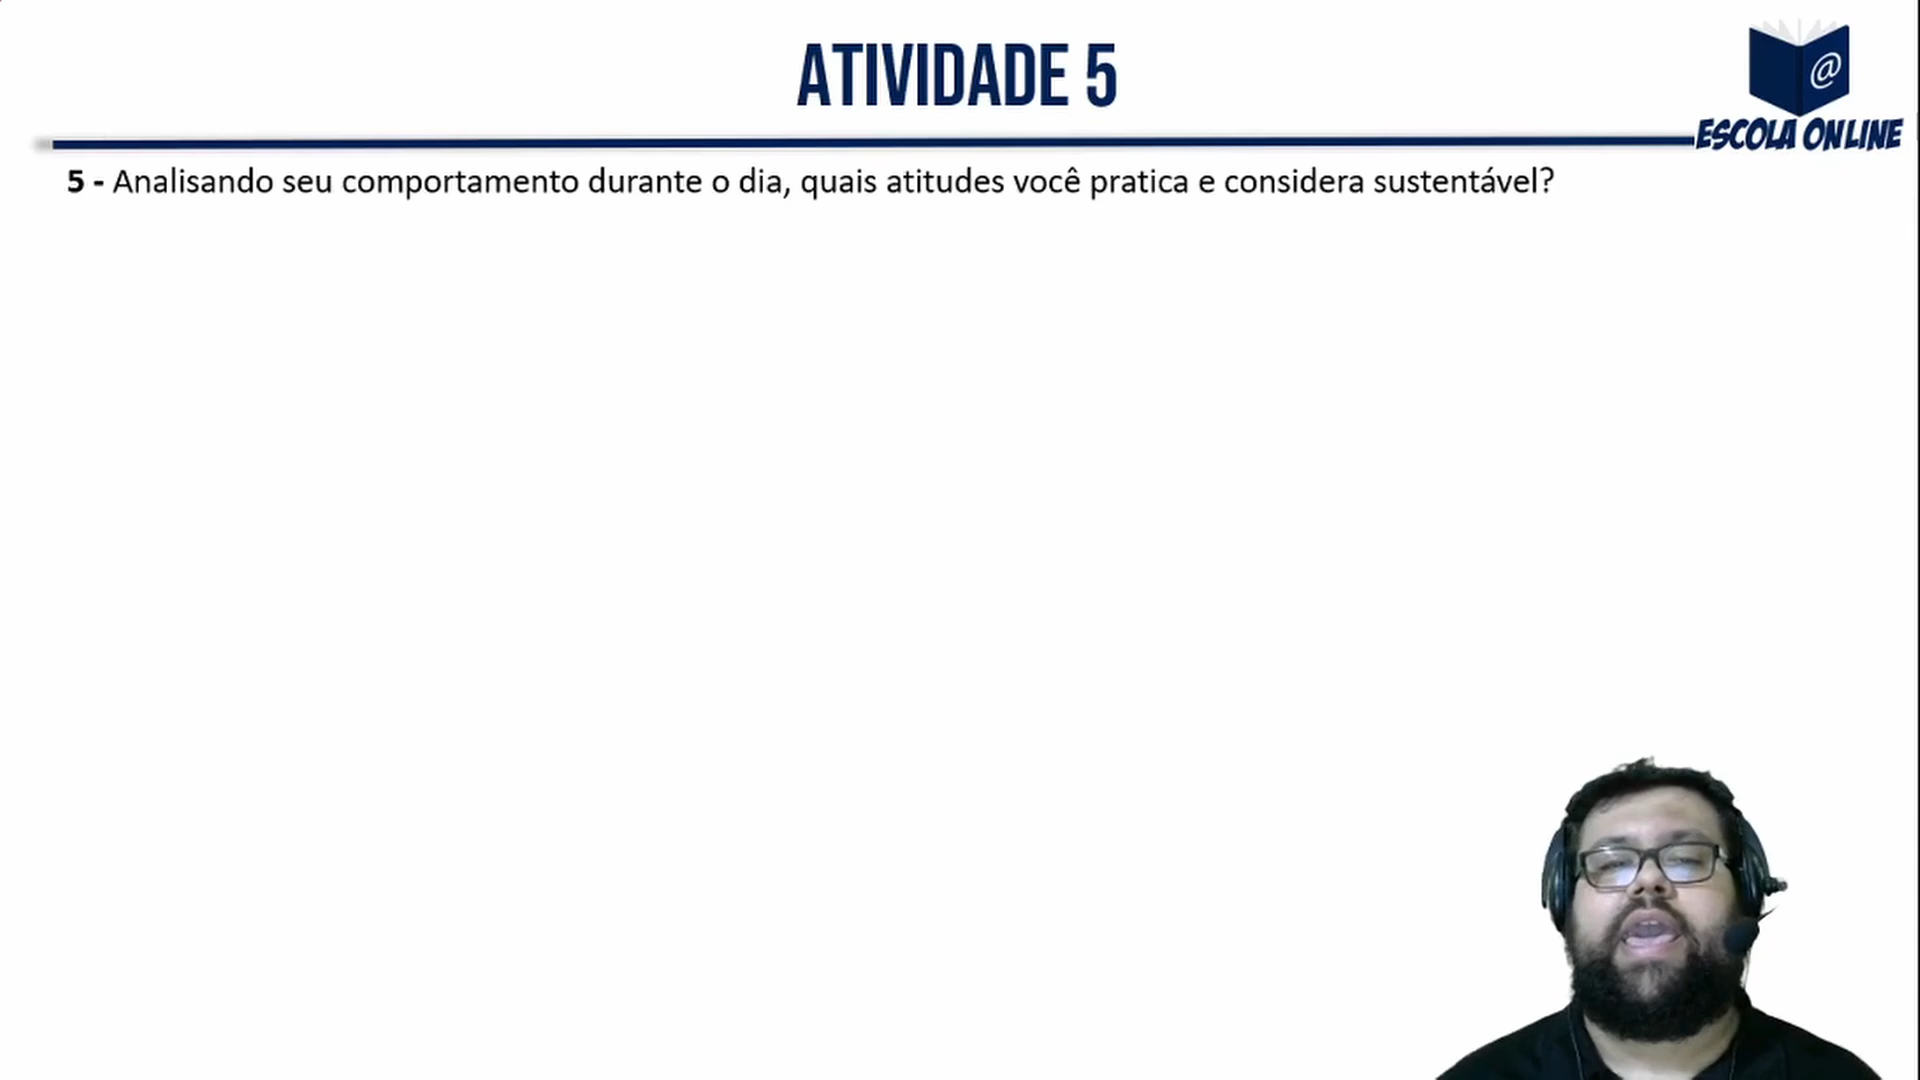 ATIVIDADE 5
@
ESCOLA ONLINE
5 - Analisando seu comportamento durante o dia, quais atitudes você pratica e considera sustentável?